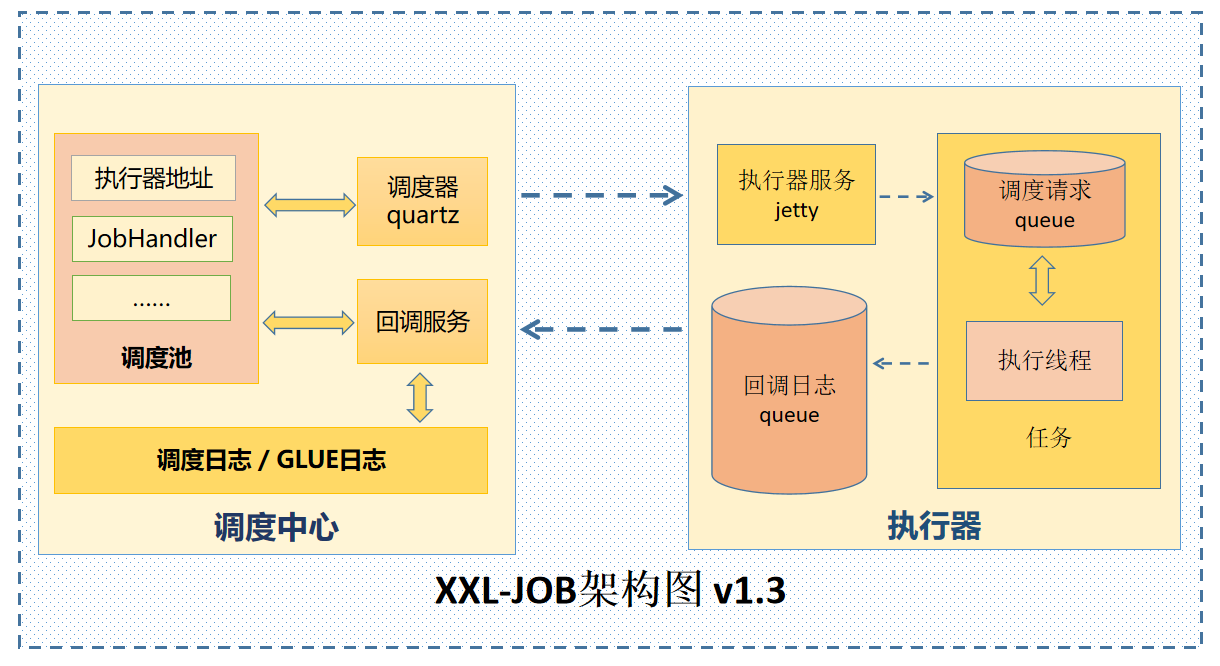 执行器地址
JobHandler
......
调度池
调度器
quartz
回调服务
调度日志 / GLUE日志
调度中心
执行器服务
jetty
调度请求
queue
回调日志
queue
执行线程
任务
执行器
XXL-JOB架构图 v1.3